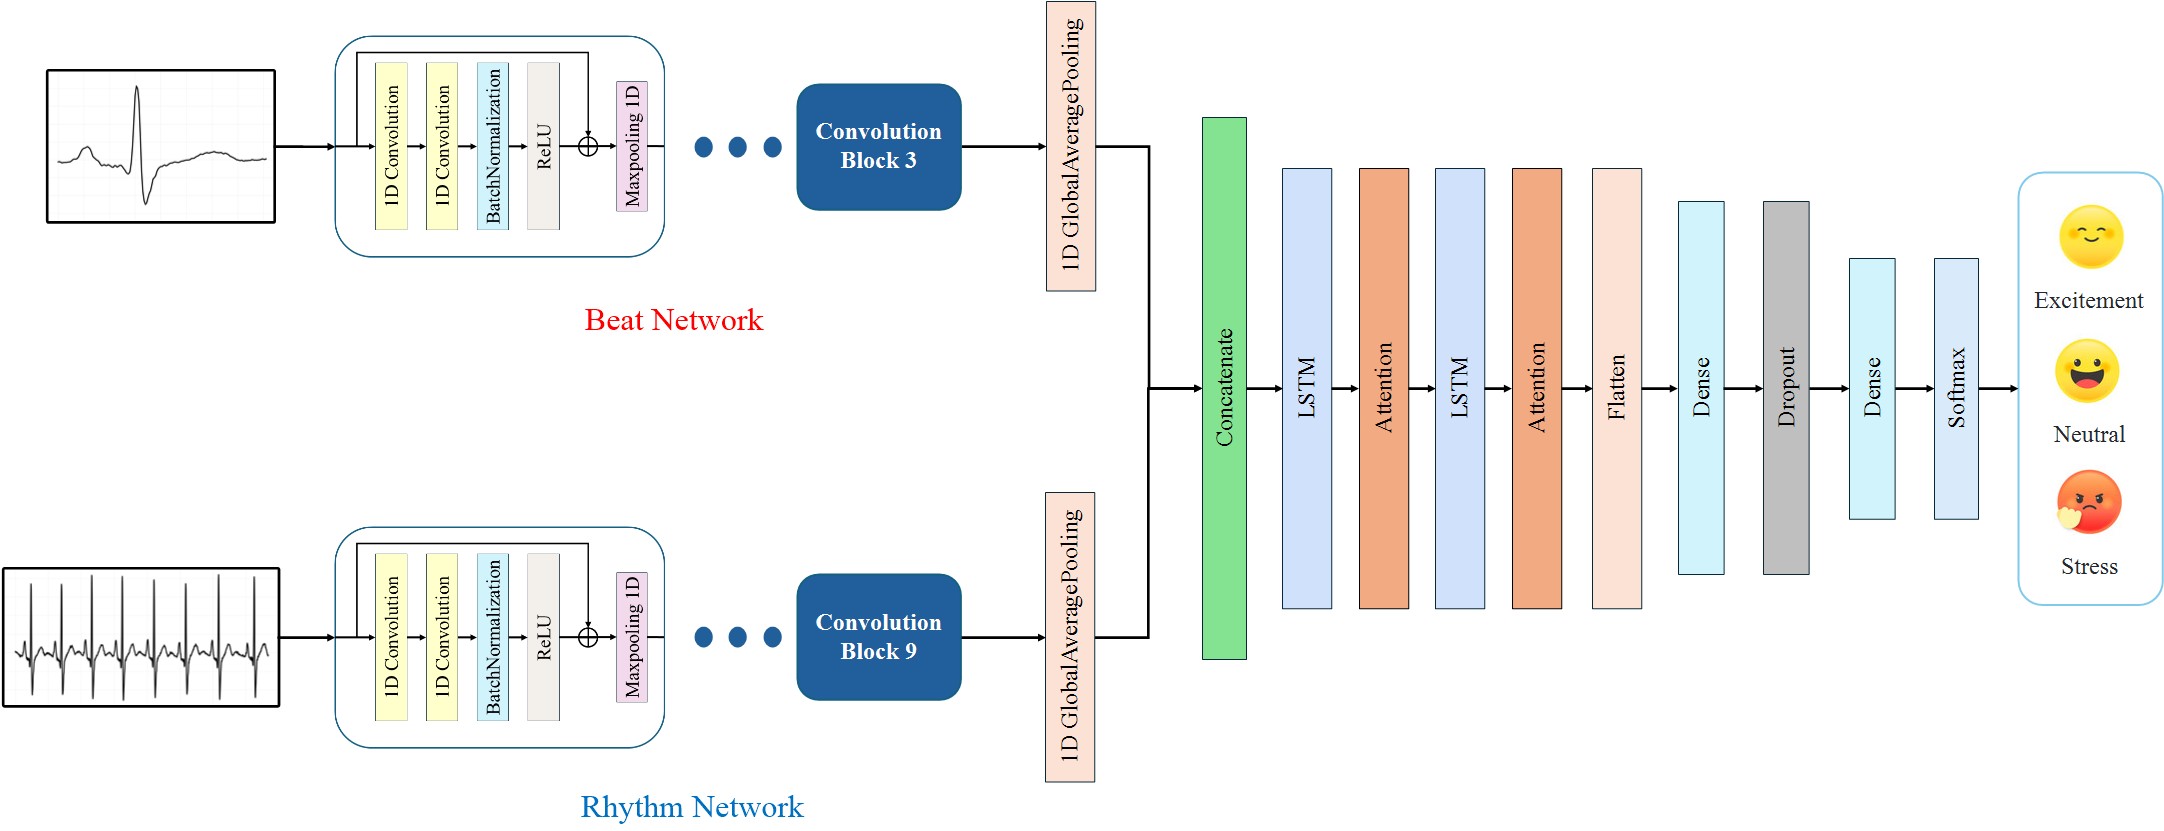 1D Convolution
1D Convolution
BatchNormalization
ReLU
Maxpooling 1D
Convolution
Block 3
1D GlobalAveragePooling
Beat Network
1D Convolution
1D Convolution
BatchNormalization
ReLU
Maxpooling 1D
Convolution
Block 9
1D GlobalAveragePooling
Rhythm Network
Concatenate
LSTM
Attention
LSTM
Attention
Flatten
Dense
Dropout
Dense
Softmax
Excitement
Neutral
Stress